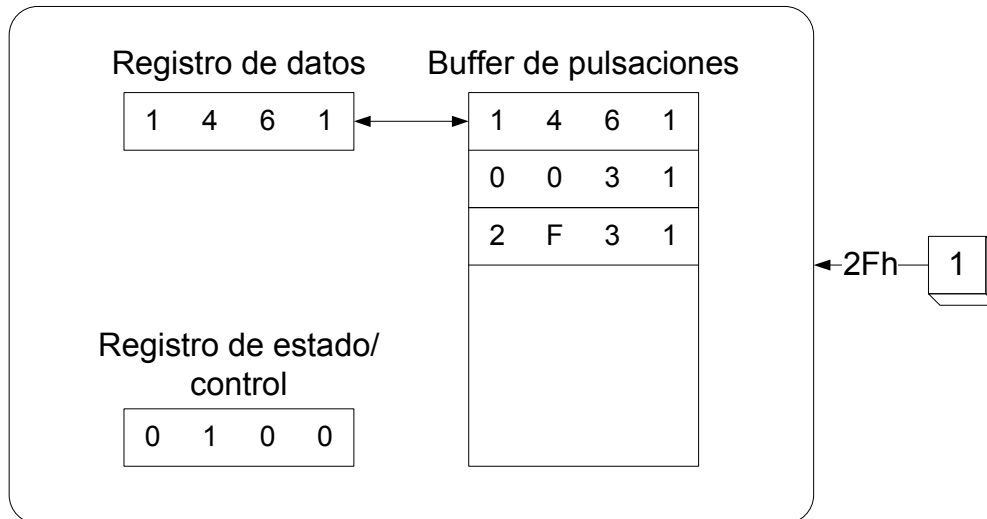 Registro de datos
1 4 6 1
Buffer de pulsaciones
1 4 6 1
0 0 3 1
2 F 3 1
2Fh
1
Registro de estado/
control
0 1 0 0